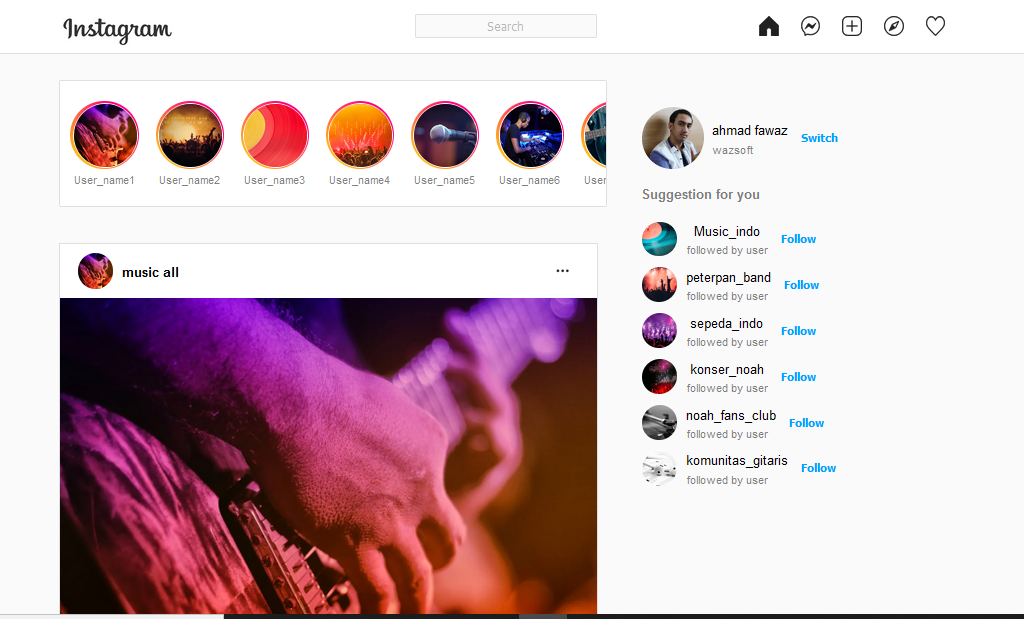 Instagram
Search
User_name1 User_name2 User_name3 User_name4 User_name5 User_name6 User
ahmad fawaz
wazsoft
Switch
Suggestion for you
Music_indo
followed by user
Follow
peterpan_band
followed by user
Follow
sepeda_indo
followed by user
Follow
konser_noah
followed by user
Follow
noah_fans_club
followed by user
Follow
komunitas_gitaris
followed by user
Follow
music all